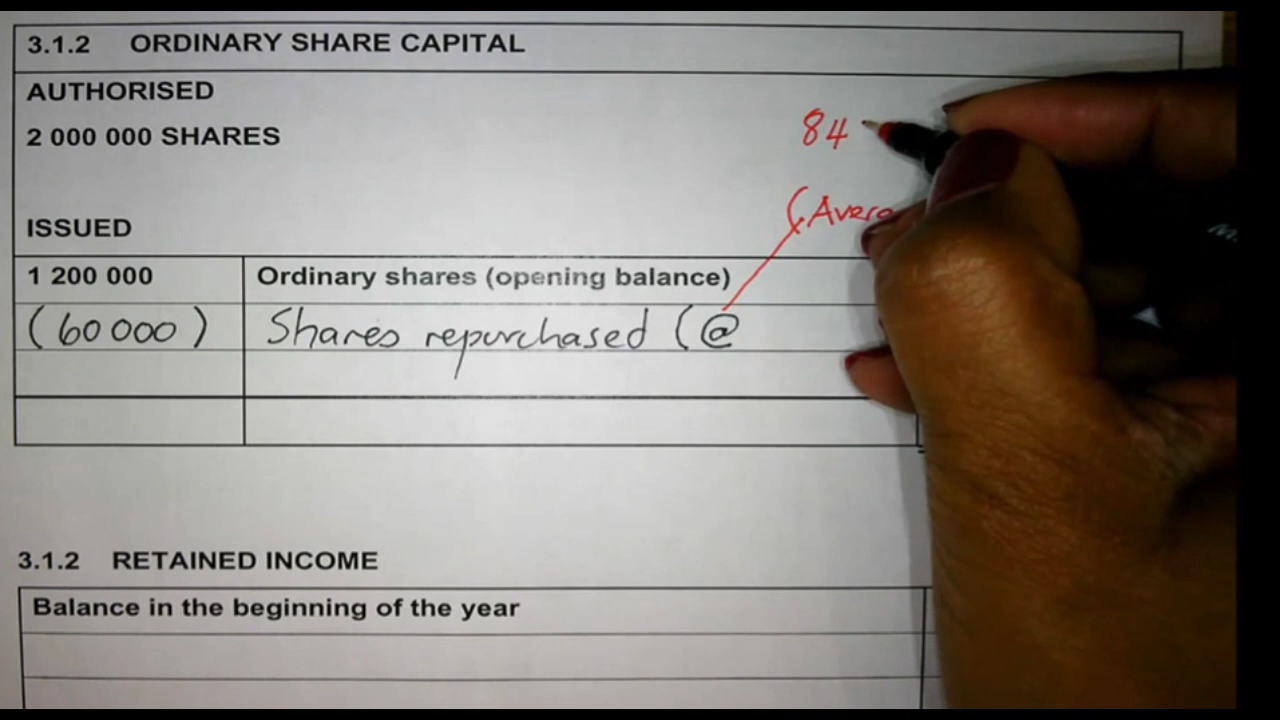 3.1.2 ORDINARY SHARE CAPITAL
AUTHORISED
2 000 000 SHARES
84
(Avera
ISSUED
1 200 000 Ordinary shares (opening balance)
(60 000) Shares repurchased (@
3.1.2 RETAINED INCOME
Balance in the beginning of the year